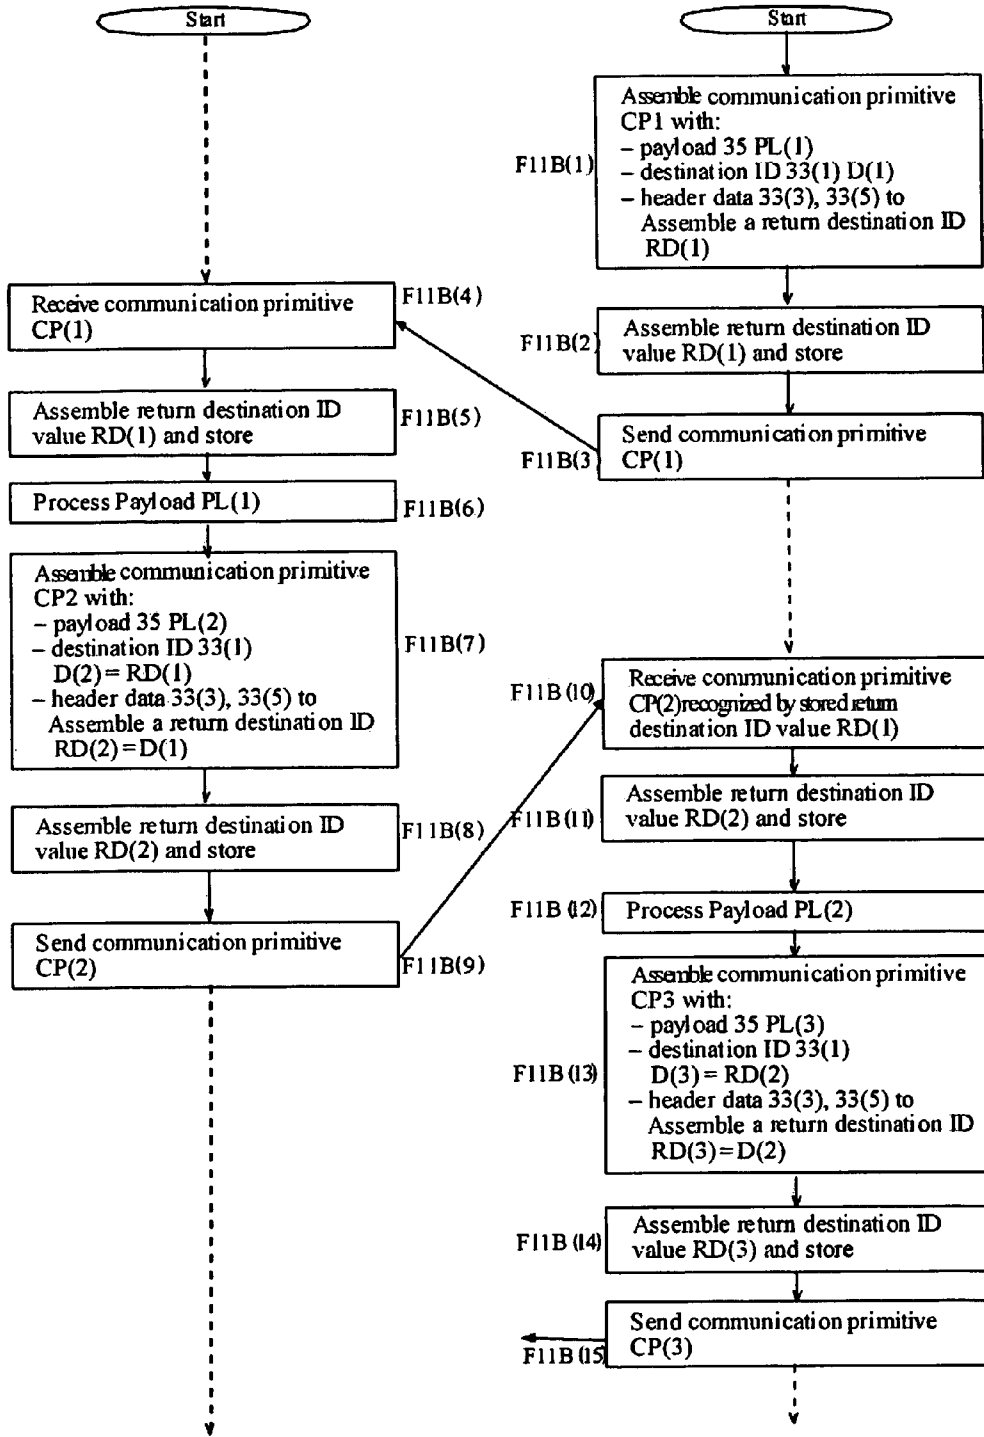 Start
Receive communication primitive
CP(1)
F11B(4)
Assemble return destination ID
value RD(1) and store
F11B(5)
Process Payload PL(1)
F11B(6)
Assemble communication primitive
CP2 with:
– payload 35 PL(2)
– destination ID 33(1)
D(2) = RD(1)
– header data 33(3), 33(5) to
Assemble a return destination ID
RD(2) = D(1)
F11B(7)
Assemble return destination ID
value RD(2) and store
F11B(8)
Send communication primitive
CP(2)
F11B(9)
Start
Assemble communication primitive
CP1 with:
– payload 35 PL(1)
– destination ID 33(1) D(1)
– header data 33(3), 33(5) to
Assemble a return destination ID
RD(1)
F11B(1)
Assemble return destination ID
value RD(1) and store
F11B(2)
Send communication primitive
CP(1)
F11B(3
Receive communication primitive
CP(2) recognized by stored return
destination ID value RD(1)
F11B(10)
Assemble return destination ID
value RD(2) and store
F11B(11)
Process Payload PL(2)
F11B(12)
Assemble communication primitive
CP3 with:
– payload 35 PL(3)
– destination ID 33(1)
D(3) = RD(2)
– header data 33(3), 33(5) to
Assemble a return destination ID
RD(3) = D(2)
F11B(13)
Assemble return destination ID
value RD(3) and store
F11B(14)
Send communication primitive
CP(3)
F11B(15)